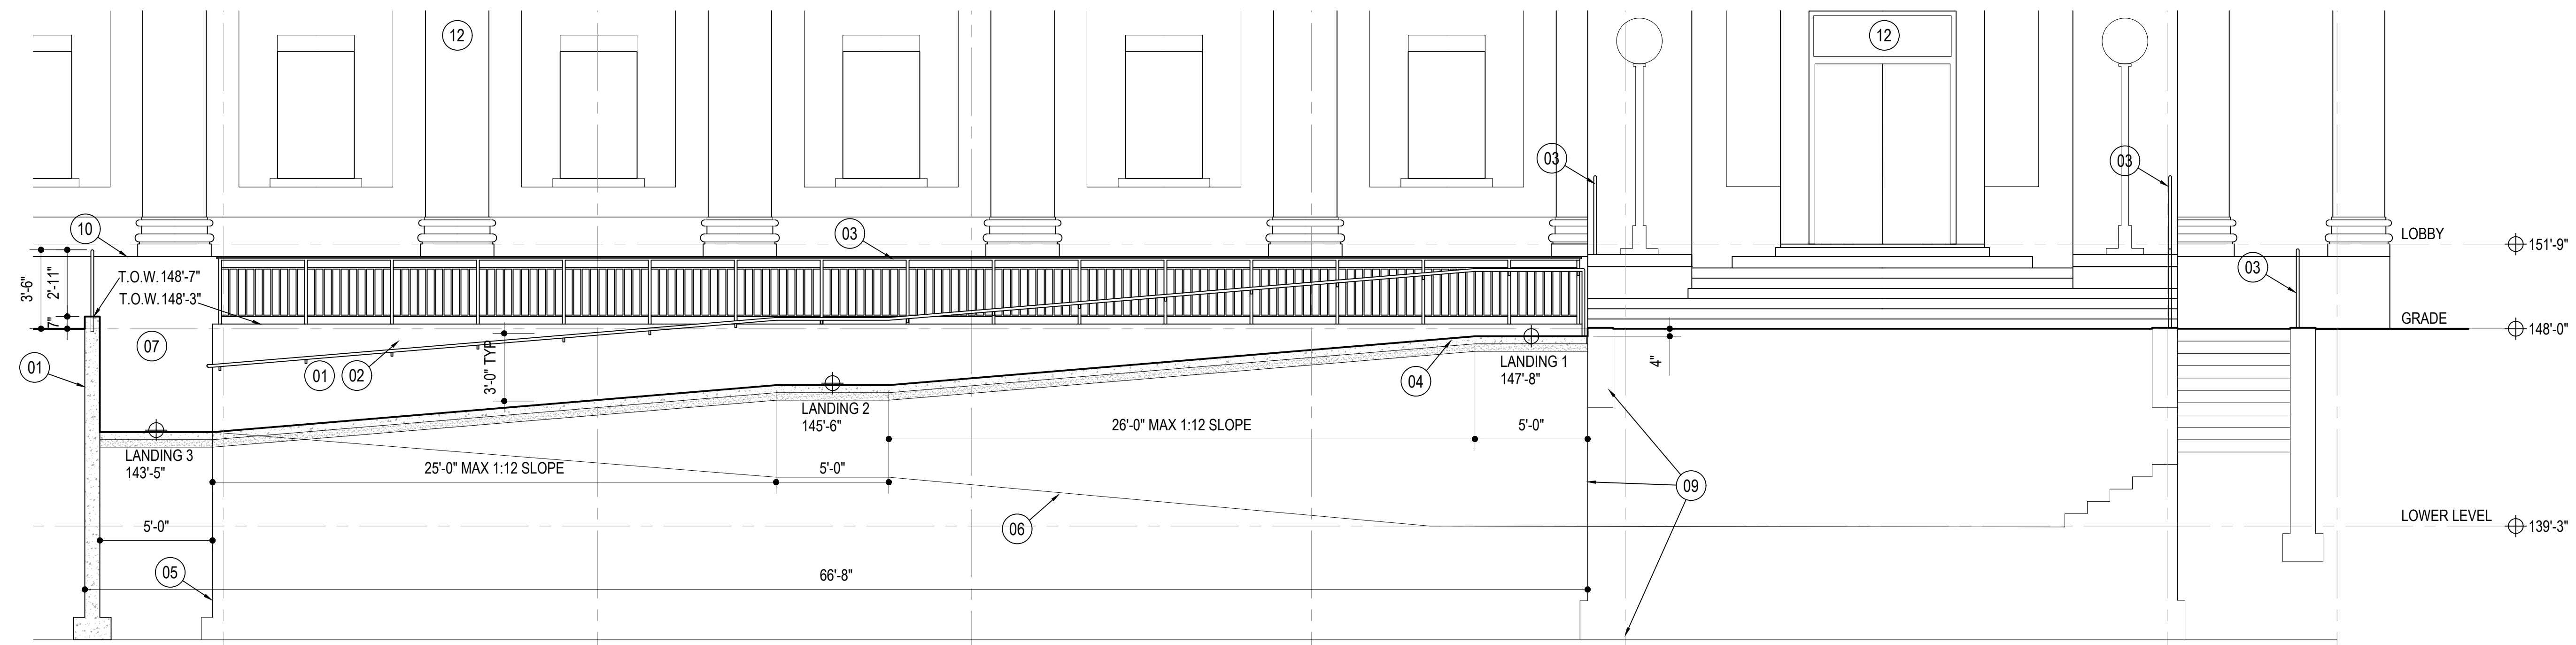 12
12
03
03
10
03
LOBBY
151'-9"
03
3'-6"
2'-11"
7"
T.O.W. 148'-7"
T.O.W. 148'-3"
GRADE
148'-0"
07
01
01
02
3'-0" TYP
04
LANDING 1
147'-8"
4"
LANDING 2
145'-6"
26'-0" MAX 1:12 SLOPE
5'-0"
LANDING 3
143'-5"
25'-0" MAX 1:12 SLOPE
5'-0"
09
06
5'-0"
LOWER LEVEL
139'-3"
05
66'-8"